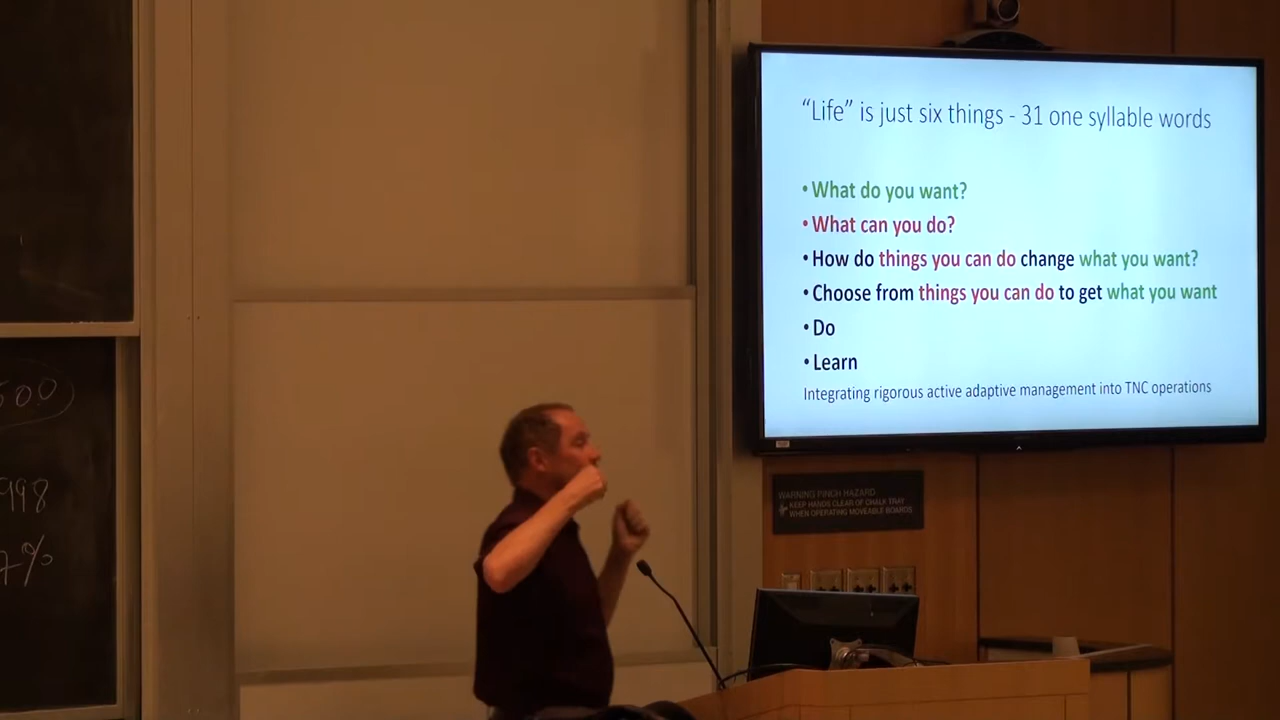 “Life” is just six things - 31 one syllable words
• What do you want?
• What can you do?
• How do things you can do change what you want?
• Choose from things you can do to get what you want
• Do
• Learn
Integrating rigorous active adaptive management into TNC operations
WARNING PINCH HAZARD
KEEP HANDS CLEAR OF CHALK TRAY
WHEN OPERATING MOVEABLE BOARDS
500
998
7%